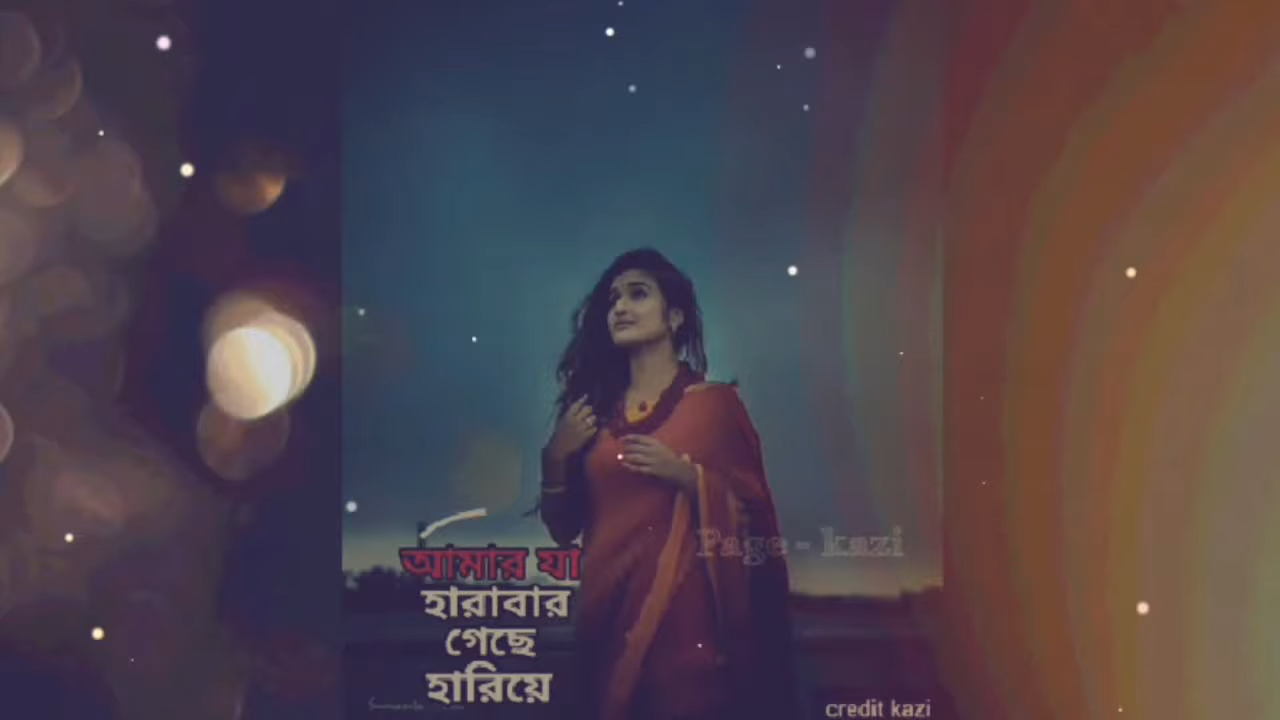 Page - kazi
আমার যা
হারাবার
গেছে
হারিয়ে
credit kazi